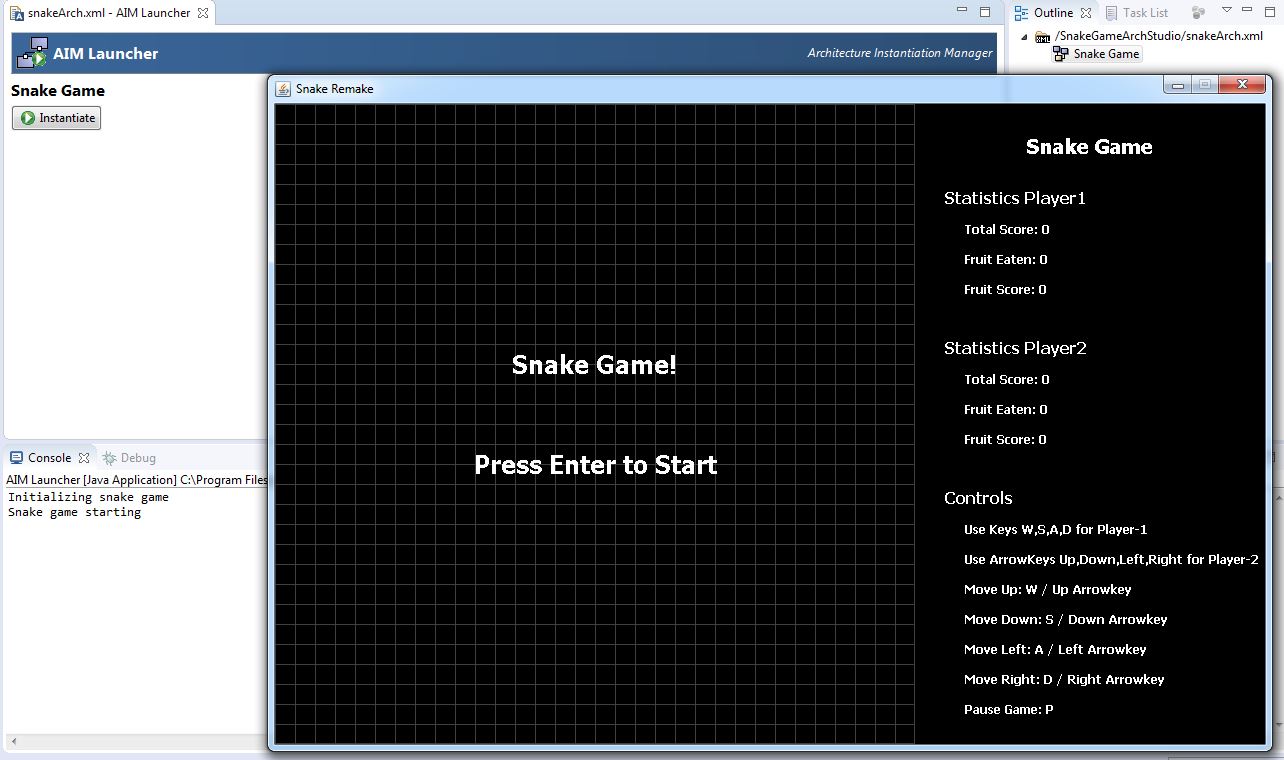 snakeArch.xml - AIM Launcher
Outline
Task List
AIM Launcher
Architecture Instantiation Manager
/SnakeGameArchStudio/snakeArch.xml
Snake Game
Snake Game
Instantiate
Snake Remake
Snake Game!
Press Enter to Start
Snake Game
Statistics Player1
Total Score: 0
Fruit Eaten: 0
Fruit Score: 0
Statistics Player2
Total Score: 0
Fruit Eaten: 0
Fruit Score: 0
Controls
Use Keys W,S,A,D for Player-1
Use ArrowKeys Up,Down,Left,Right for Player-2
Move Up: W / Up Arrowkey
Move Down: S / Down Arrowkey
Move Left: A / Left Arrowkey
Move Right: D / Right Arrowkey
Pause Game: P
Console
Debug
AIM Launcher [Java Application] C:\Program Files
Initializing snake game
Snake game starting